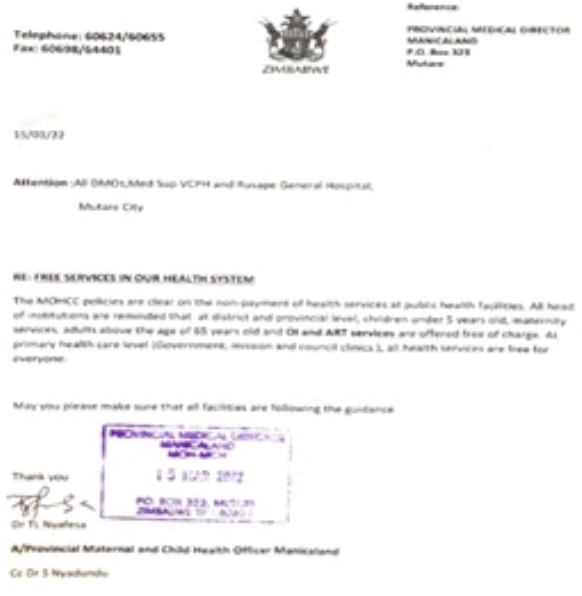 Reference:
Telephone: 60624/60655
Fax: 60698/64401
ZIMBABWE
PROVINCIAL MEDICAL DIRECTOR
MANICALAND
P.O. Box 323
Mutare
15/03/22
Attention :All DMOs,Med Sup VCPH and Rusape General Hospital,
Mutare City
RE: FREE SERVICES IN OUR HEALTH SYSTEM
The MOHCC policies are clear on the non-payment of health services at public health facilities. All head
of institutions are reminded that at district and provincial level, children under 5 years old, maternity
services, adults above the age of 65 years old and OI and ART services are offered free of charge. At
primary health care level (Government, mission and council clinics ), all health services are free for
everyone.
May you please make sure that all facilities are following the guidance
PROVINCIAL MEDICAL
MANICALAND
15 MAR 2022
P.O. BOX 323,
ZIMBABWE
Thank you
Nyafesa
A/Provincial Maternal and Child Health Officer Manicaland
Cc Dr S Nyadundu